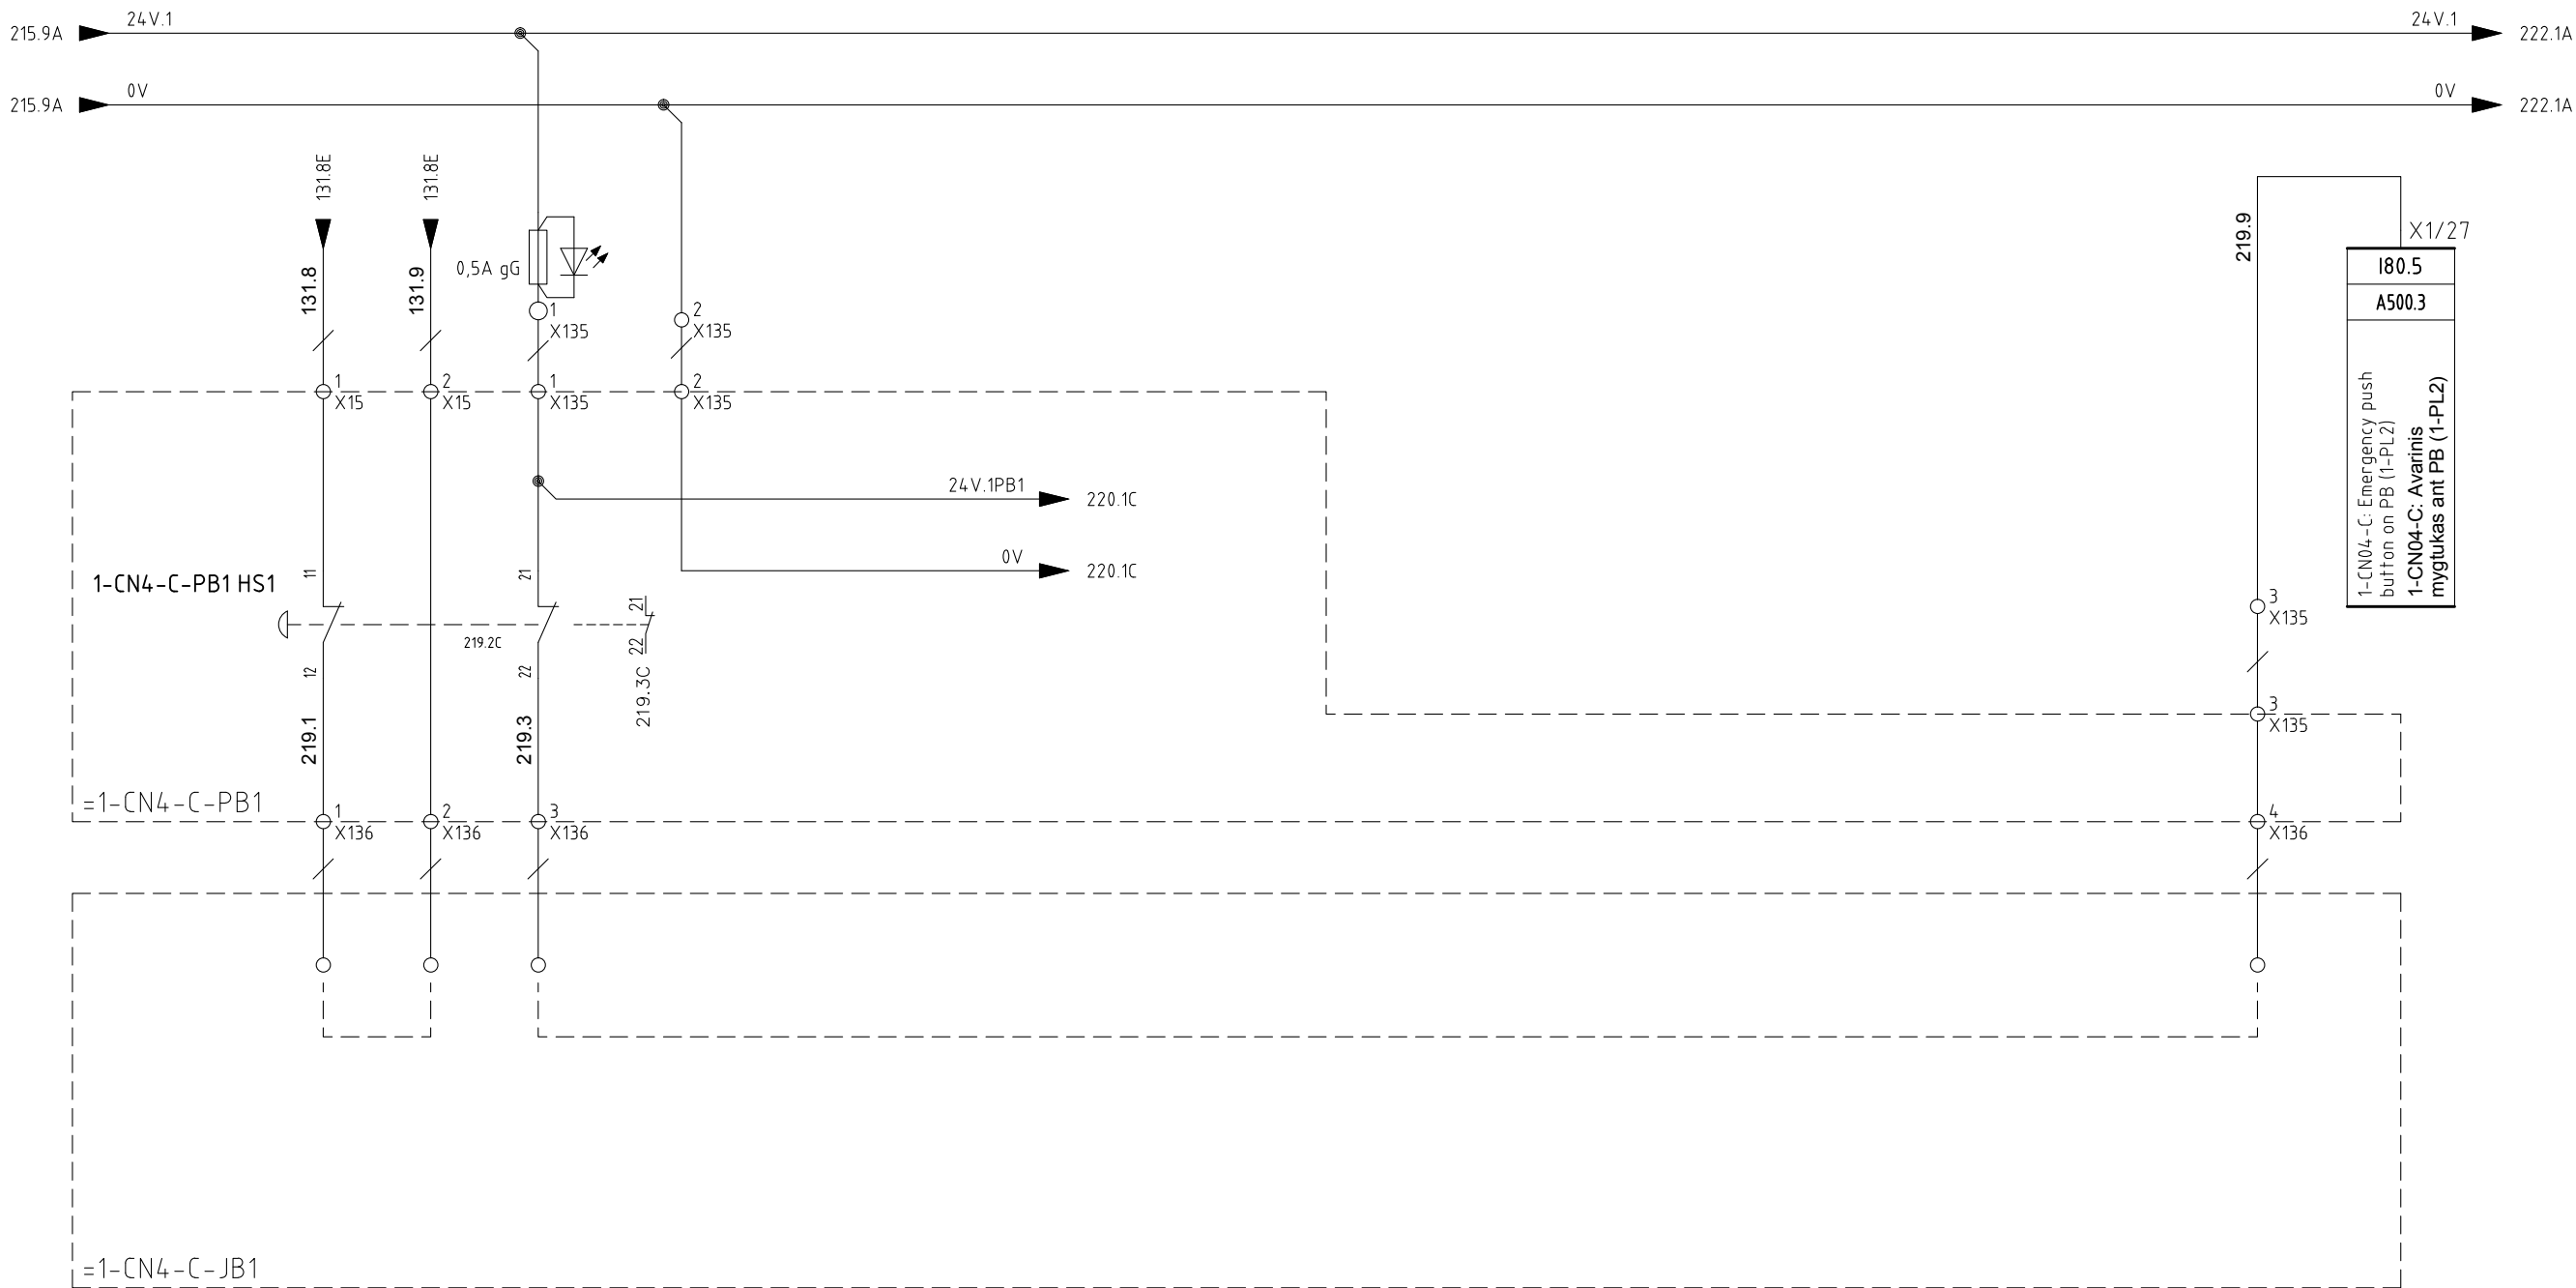 215.9A
24V.1
24V.1
222.1A
215.9A
0V
0V
222.1A
131.8E
131.8E
131.8
131.9
0,5A gG
1
X135
2
X135
219.9
X1/27
I80.5
A500.3
1-CN04-C: Emergency push
button on PB (1-PL2)
1-CN04-C: Avarinis
mygtukas ant PB (1-PL2)
1
X15
2
X15
1
X135
2
X135
24V.1PB1
220.1C
0V
220.1C
1-CN4-C-PB1 HS1
11
12
219.2C
21
22
21
22
219.3C
3
X135
219.1
219.3
3
X135
=1-CN4-C-PB1
1
X136
2
X136
3
X136
4
X136
=1-CN4-C-JB1